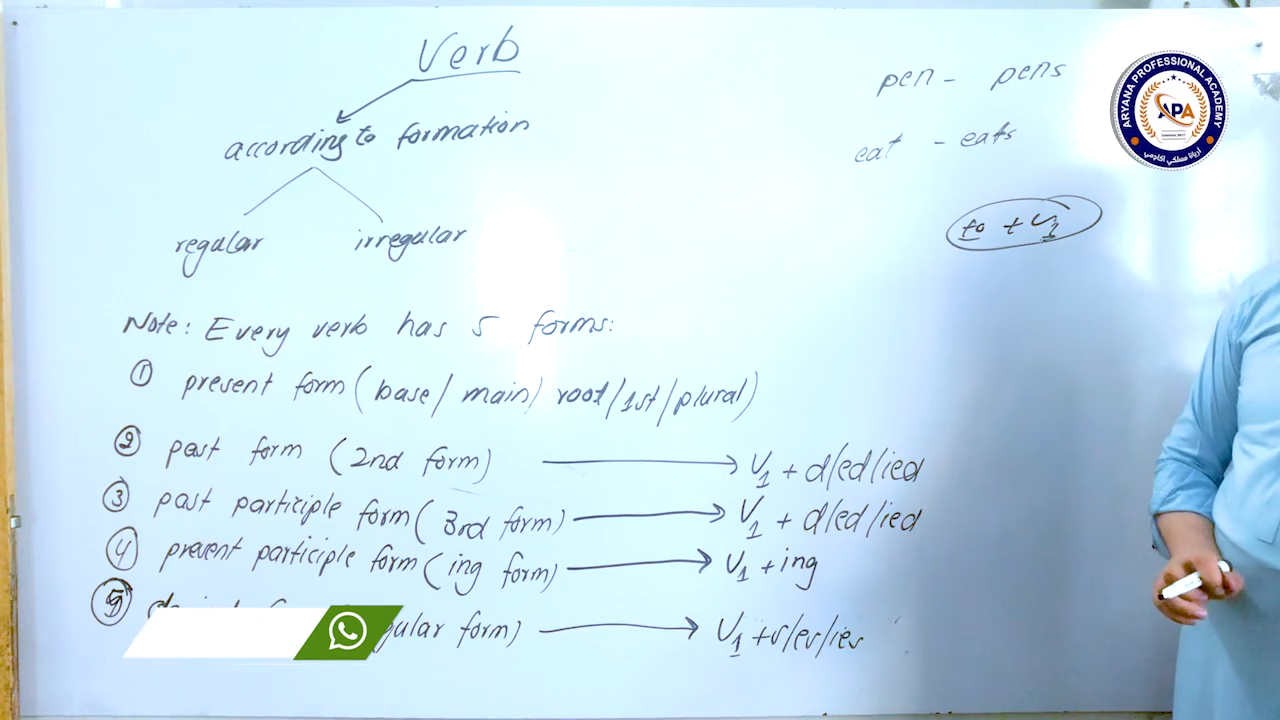 Verb
according to formation
regular irregular
Note: Every verb has 5 forms:
① present form (base/main/root/1st/plural)
② past form (2nd form) → V1 + d/ed/ied
③ past participle form (3rd form) → V1 + d/ed/ied
④ present participle form (ing form) → V1 + ing
⑤ form) → V1 + s/es/ies
pen - pens
eat - eats
to + V1
ARYANA PROFESSIONAL ACADEMY
APA
آریانا مسلکي اکاډمي